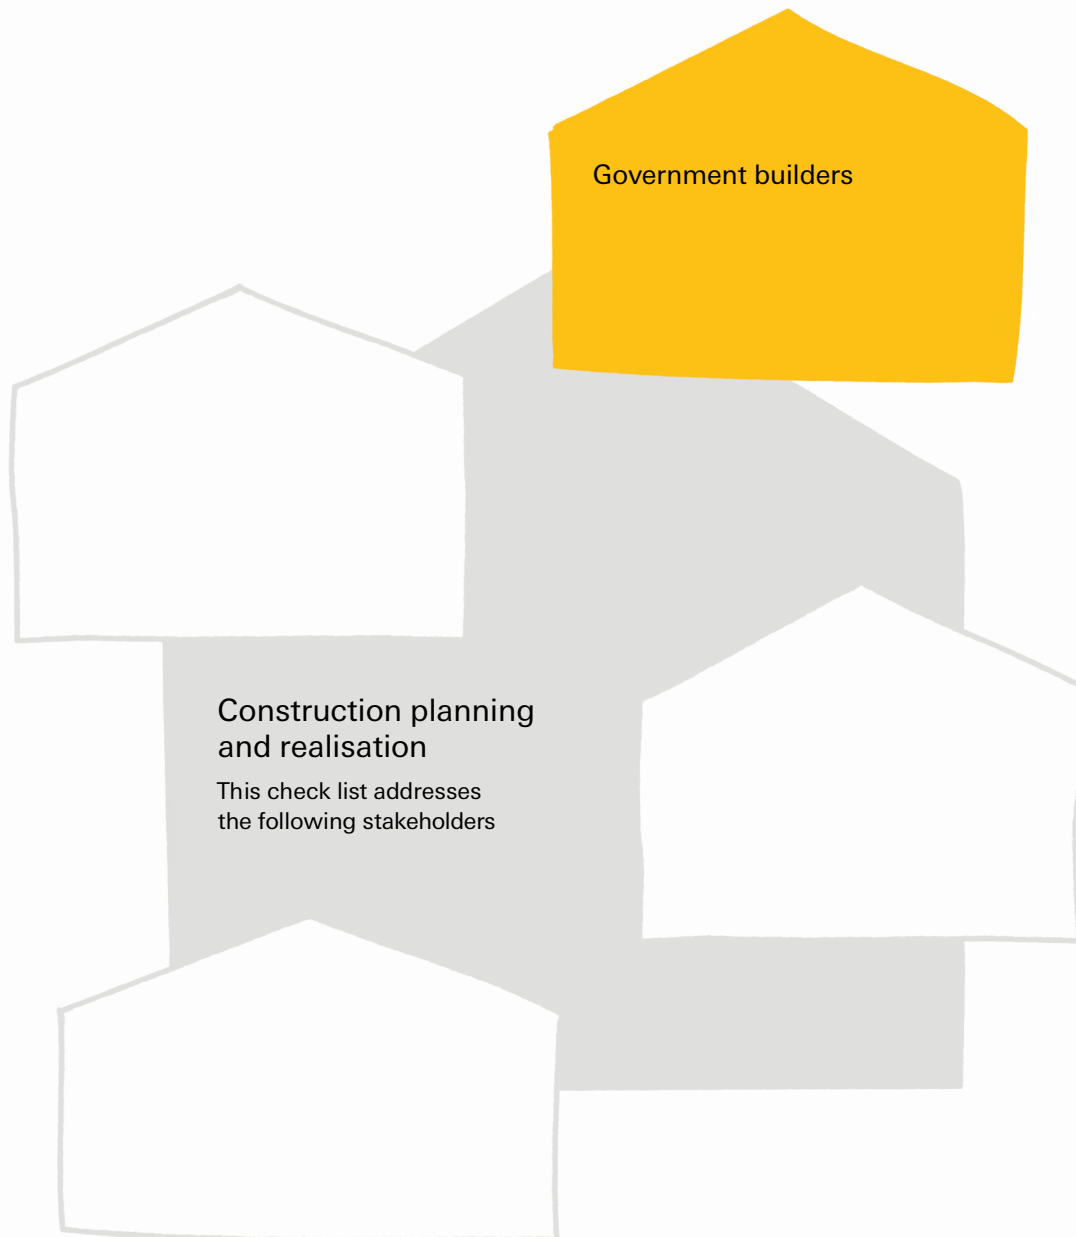 Government builders
Construction planning
and realisation
This check list addresses
the following stakeholders